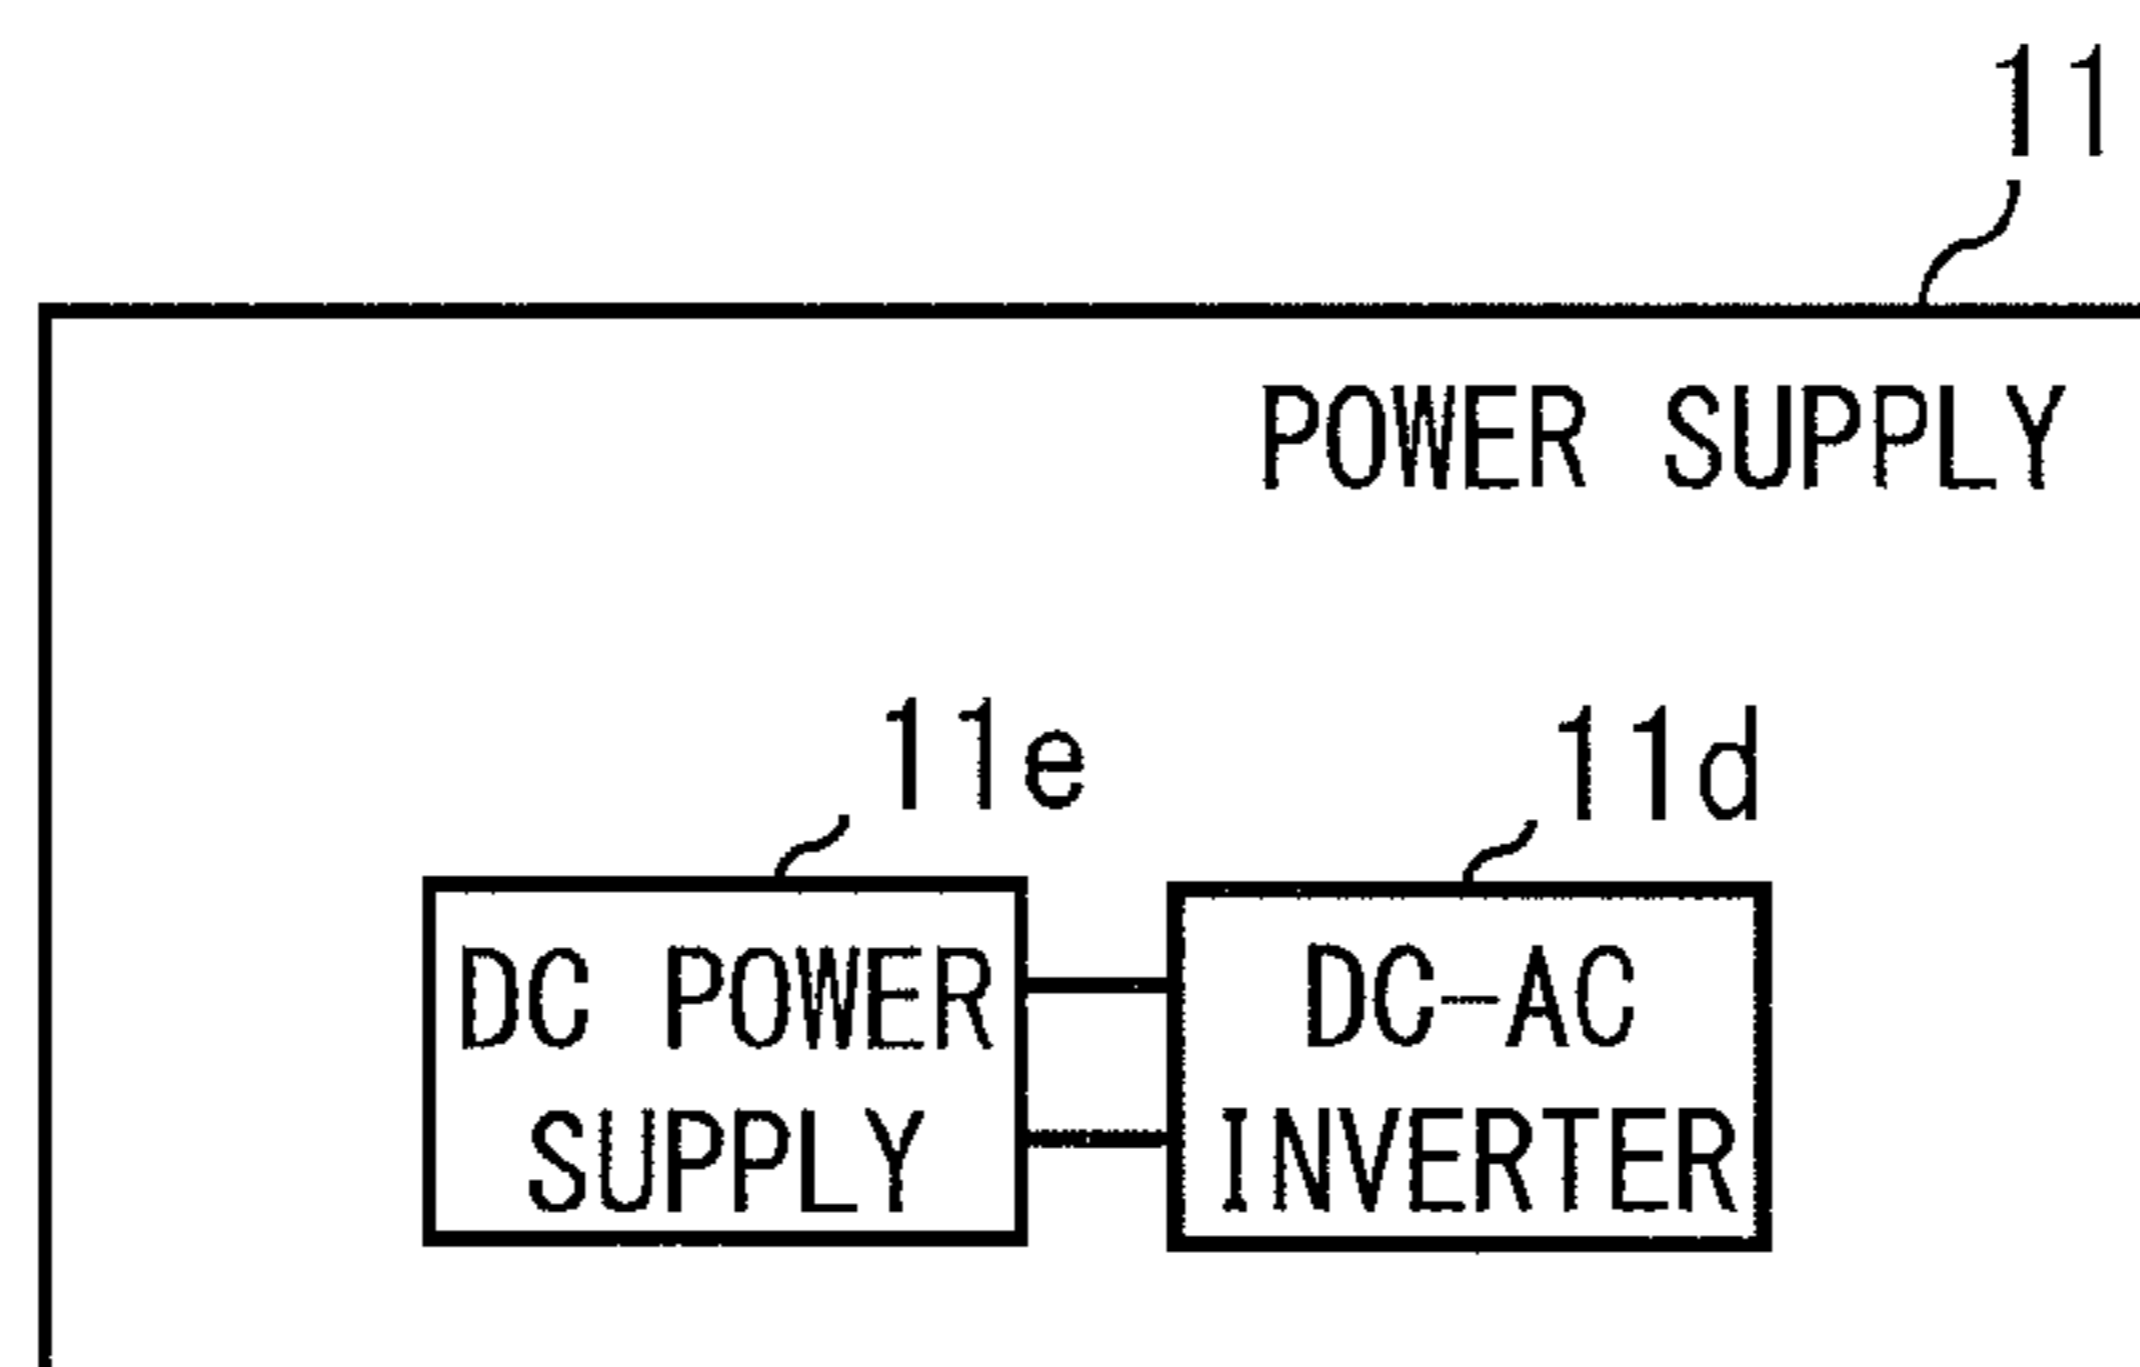 11
POWER SUPPLY
11e
11d
DC POWER
SUPPLY
DC-AC
INVERTER